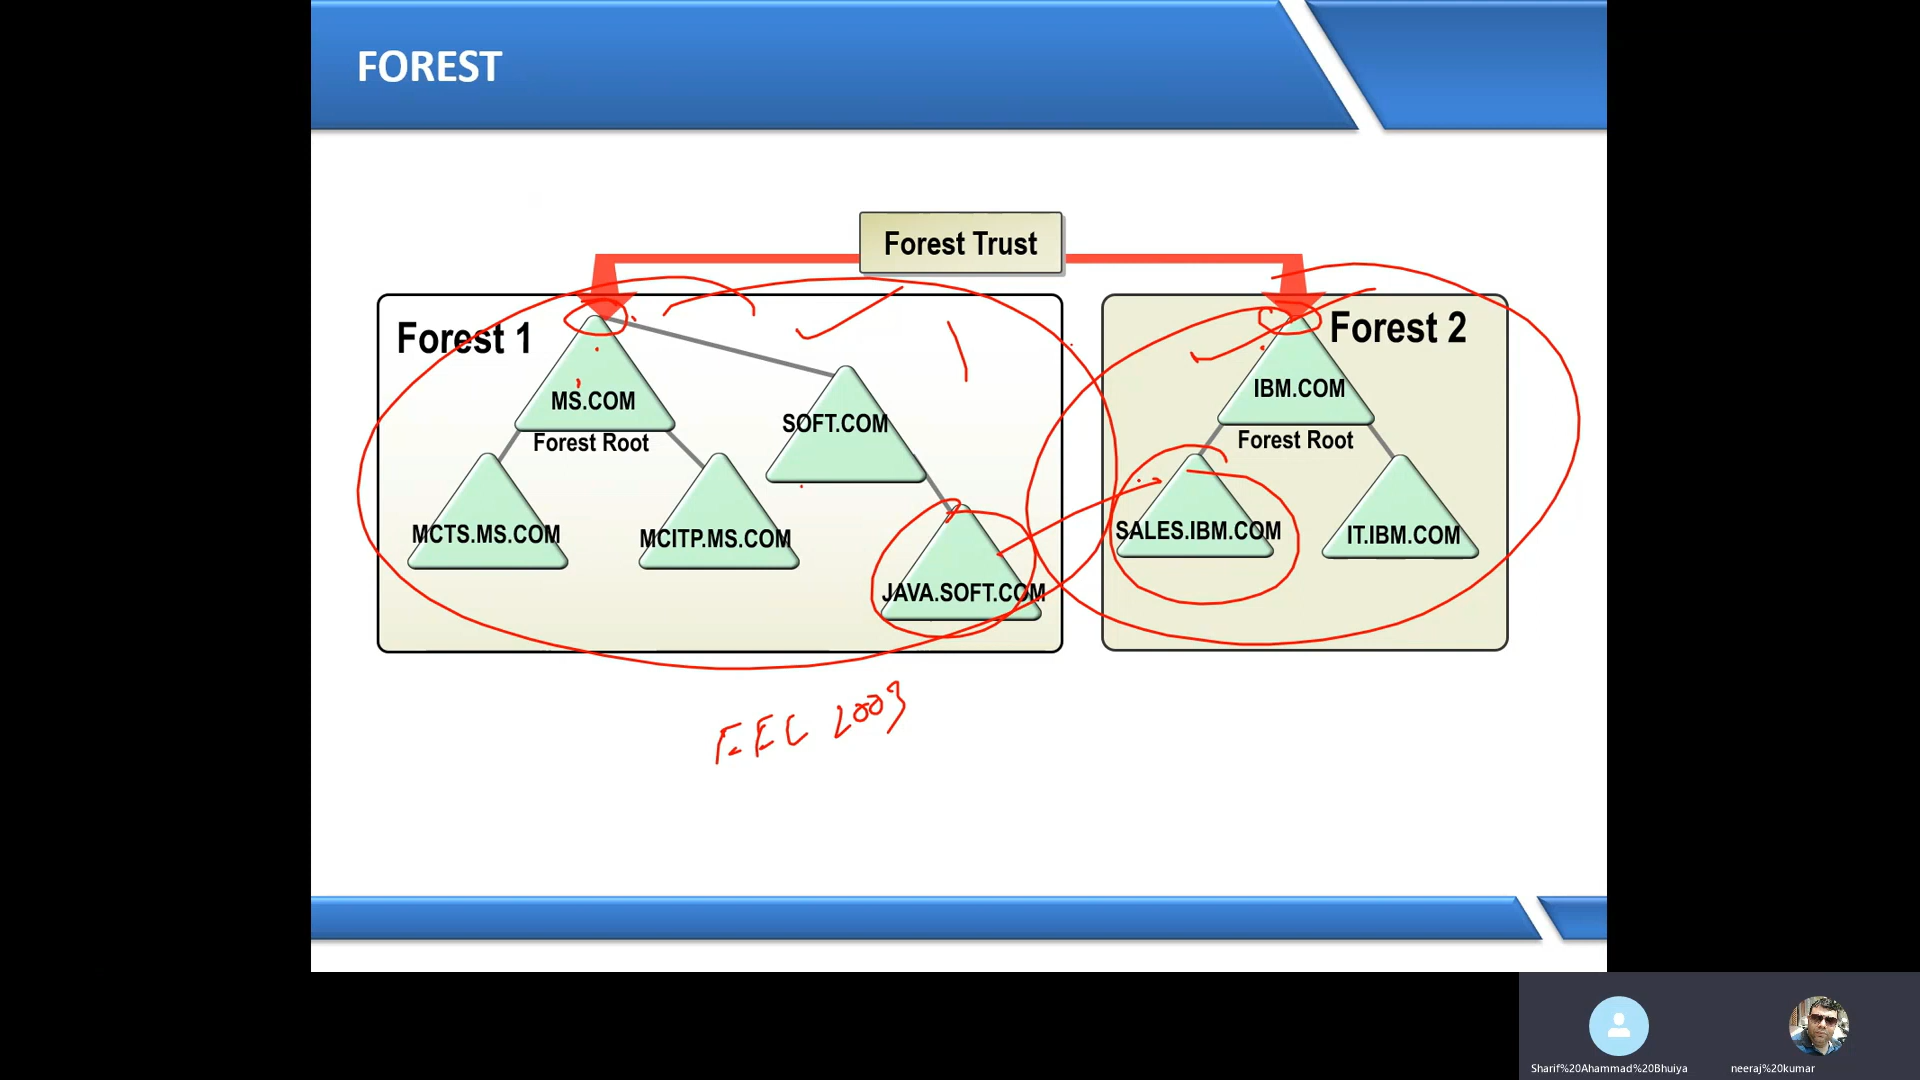 FOREST
Forest Trust
Forest 1
Forest 2
MS.COM
Forest Root
SOFT.COM
MCTS.MS.COM
MCITP.MS.COM
JAVA.SOFT.COM
IBM.COM
Forest Root
SALES.IBM.COM
IT.IBM.COM
2003
Sharif%20Ahammad%20Bhuiya
neeraj%20kumar